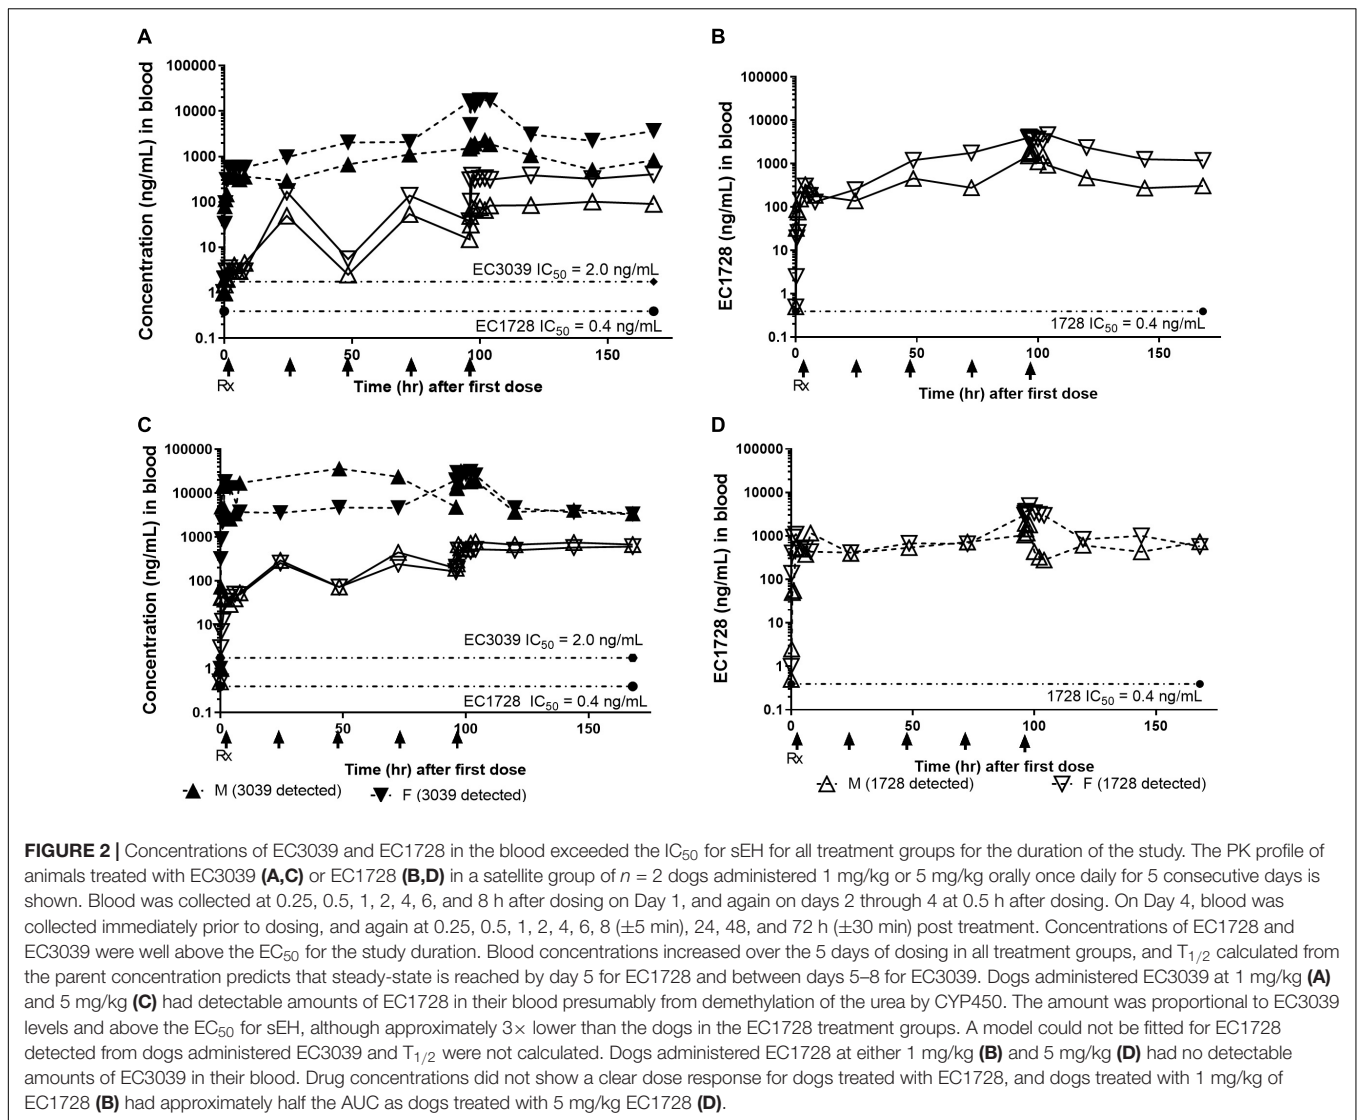 A
100000
10000
1000
100
10
1
0.1
Concentration (ng/mL) in blood
EC3039 IC50 = 2.0 ng/mL
EC1728 IC50 = 0.4 ng/mL
0 50 100 150
Rx
Time (hr) after first dose
B
100000
10000
1000
100
10
1
0.1
EC1728 (ng/mL) in blood
1728 IC50 = 0.4 ng/mL
0 50 100 150
Rx
Time (hr) after first dose
C
100000
10000
1000
100
10
1
0.1
Concentration (ng/mL) in blood
EC3039 IC50 = 2.0 ng/mL
EC1728 IC50 = 0.4 ng/mL
0 50 100 150
Rx
Time (hr) after first dose
M (3039 detected) F (3039 detected)
D
100000
10000
1000
100
10
1
0.1
EC1728 (ng/mL) in blood
1728 IC50 = 0.4 ng/mL
0 50 100 150
Rx
Time (hr) after first dose
M (1728 detected) F (1728 detected)
FIGURE 2 | Concentrations of EC3039 and EC1728 in the blood exceeded the IC50 for sEH for all treatment groups for the duration of the study. The PK profile of
animals treated with EC3039 (A,C) or EC1728 (B,D) in a satellite group of n = 2 dogs administered 1 mg/kg or 5 mg/kg orally once daily for 5 consecutive days is
shown. Blood was collected at 0.25, 0.5, 1, 2, 4, 6, and 8 h after dosing on Day 1, and again on days 2 through 4 at 0.5 h after dosing. On Day 4, blood was
collected immediately prior to dosing, and again at 0.25, 0.5, 1, 2, 4, 6, 8 (±5 min), 24, 48, and 72 h (±30 min) post treatment. Concentrations of EC1728 and
EC3039 were well above the EC50 for the study duration. Blood concentrations increased over the 5 days of dosing in all treatment groups, and T1/2 calculated from
the parent concentration predicts that steady-state is reached by day 5 for EC1728 and between days 5–8 for EC3039. Dogs administered EC3039 at 1 mg/kg (A)
and 5 mg/kg (C) had detectable amounts of EC1728 in their blood presumably from demethylation of the urea by CYP450. The amount was proportional to EC3039
levels and above the EC50 for sEH, although approximately 3× lower than the dogs in the EC1728 treatment groups. A model could not be fitted for EC1728
detected from dogs administered EC3039 and T1/2 were not calculated. Dogs administered EC1728 at either 1 mg/kg (B) and 5 mg/kg (D) had no detectable
amounts of EC3039 in their blood. Drug concentrations did not show a clear dose response for dogs treated with EC1728, and dogs treated with 1 mg/kg of
EC1728 (B) had approximately half the AUC as dogs treated with 5 mg/kg EC1728 (D).